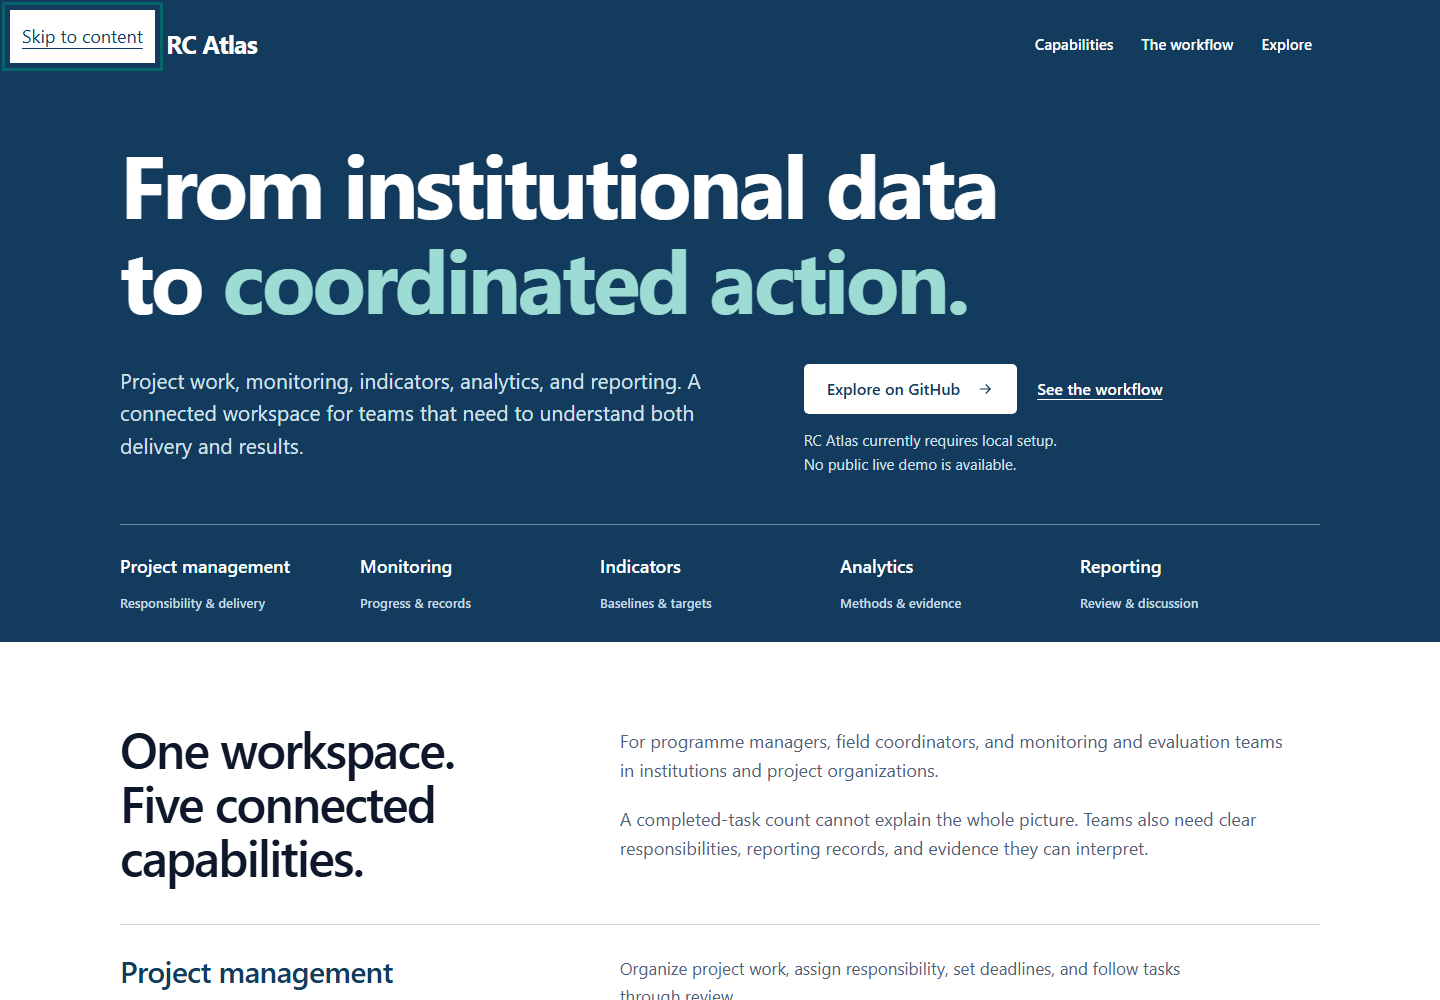 Skip to content
RC Atlas
Capabilities
The workflow
Explore
From institutional data
to coordinated action.
Project work, monitoring, indicators, analytics, and reporting. A
connected workspace for teams that need to understand both
delivery and results.
Explore on GitHub →
See the workflow
RC Atlas currently requires local setup.
No public live demo is available.
Project management
Responsibility & delivery
Monitoring
Progress & records
Indicators
Baselines & targets
Analytics
Methods & evidence
Reporting
Review & discussion
One workspace.
Five connected
capabilities.
For programme managers, field coordinators, and monitoring and evaluation teams
in institutions and project organizations.
A completed-task count cannot explain the whole picture. Teams also need clear
responsibilities, reporting records, and evidence they can interpret.
Project management
Organize project work, assign responsibility, set deadlines, and follow tasks
through review.